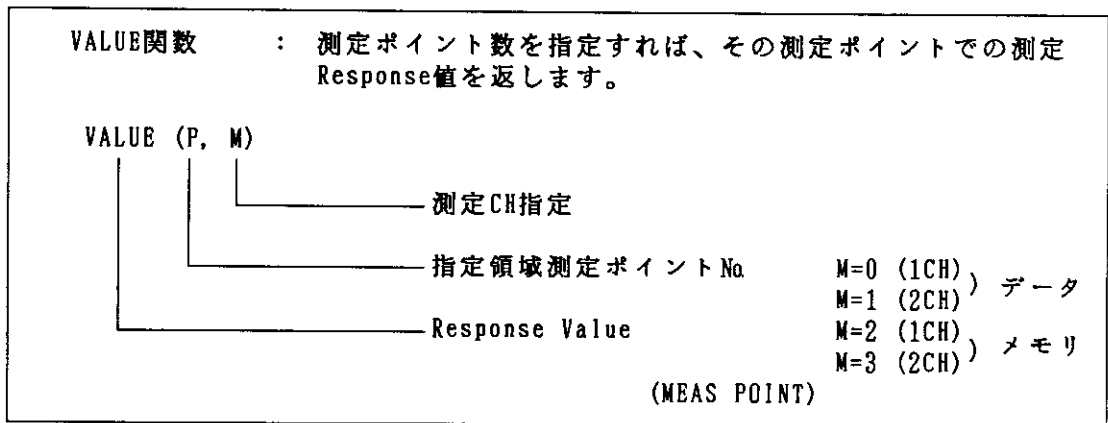 VALUE関数 : 測定ポイント数を指定すれば、その測定ポイントでの測定
Response値を返します。
VALUE (P, M)
測定CH指定
指定領域測定ポイント№ M=0 (1CH)
M=1 (2CH) ) データ
Response Value M=2 (1CH)
M=3 (2CH) ) メモリ
(MEAS POINT)